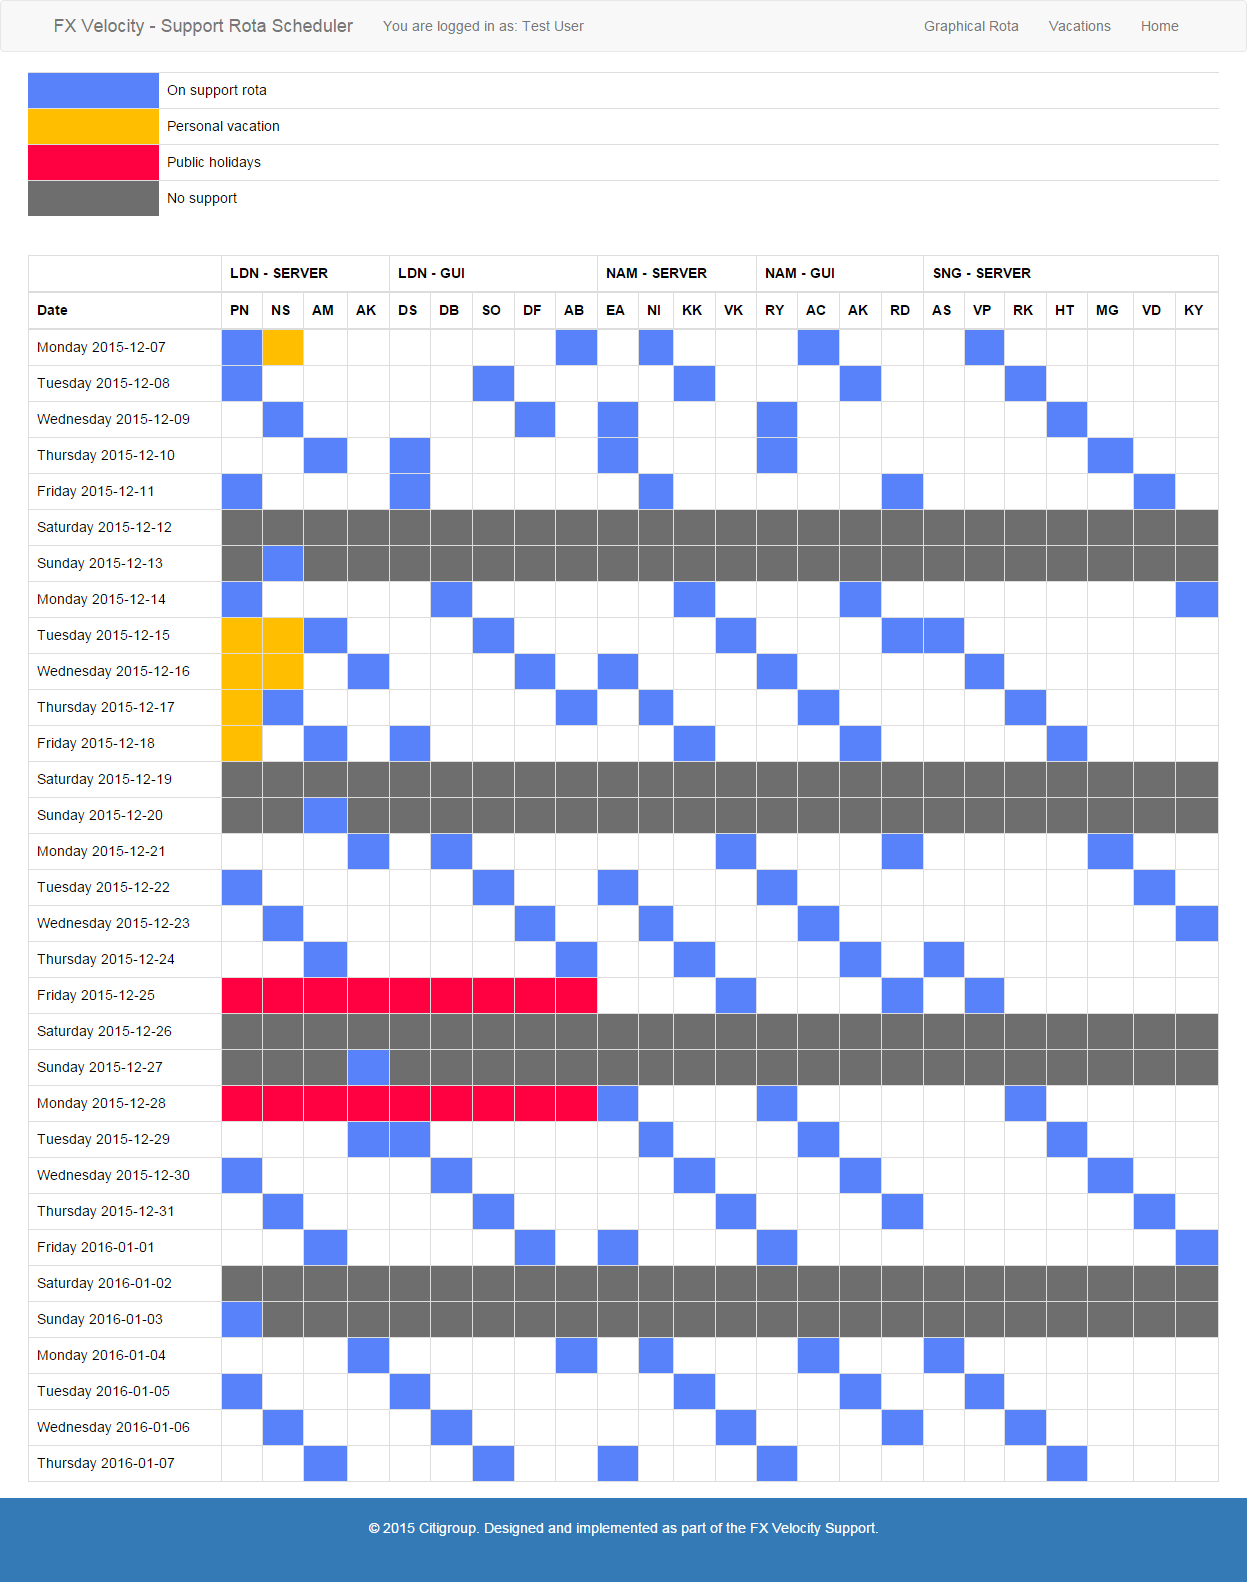 FX Velocity - Support Rota Scheduler You are logged in as: Test User Graphical Rota Vacations Home
On support rota
Personal vacation
Public holidays
No support
LDN - SERVER LDN - GUI NAM - SERVER NAM - GUI SNG - SERVER
Date PN NS AM AK DS DB SO DF AB EA NI KK VK RY AC AK RD AS VP RK HT MG VD KY
Monday 2015-12-07
Tuesday 2015-12-08
Wednesday 2015-12-09
Thursday 2015-12-10
Friday 2015-12-11
Saturday 2015-12-12
Sunday 2015-12-13
Monday 2015-12-14
Tuesday 2015-12-15
Wednesday 2015-12-16
Thursday 2015-12-17
Friday 2015-12-18
Saturday 2015-12-19
Sunday 2015-12-20
Monday 2015-12-21
Tuesday 2015-12-22
Wednesday 2015-12-23
Thursday 2015-12-24
Friday 2015-12-25
Saturday 2015-12-26
Sunday 2015-12-27
Monday 2015-12-28
Tuesday 2015-12-29
Wednesday 2015-12-30
Thursday 2015-12-31
Friday 2016-01-01
Saturday 2016-01-02
Sunday 2016-01-03
Monday 2016-01-04
Tuesday 2016-01-05
Wednesday 2016-01-06
Thursday 2016-01-07
© 2015 Citigroup. Designed and implemented as part of the FX Velocity Support.